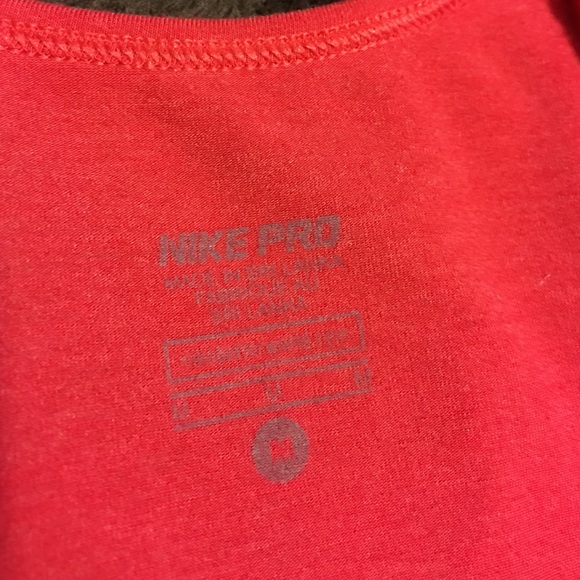 NIKE PRO
MADE IN SRI LANKA
FABRIQUE AU
SRI LANKA
M M M
M